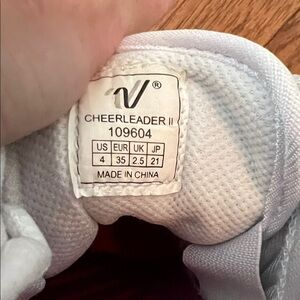 V®
CHEERLEADER II
109604
US EUR UK JP
4 35 2.5 21
MADE IN CHINA